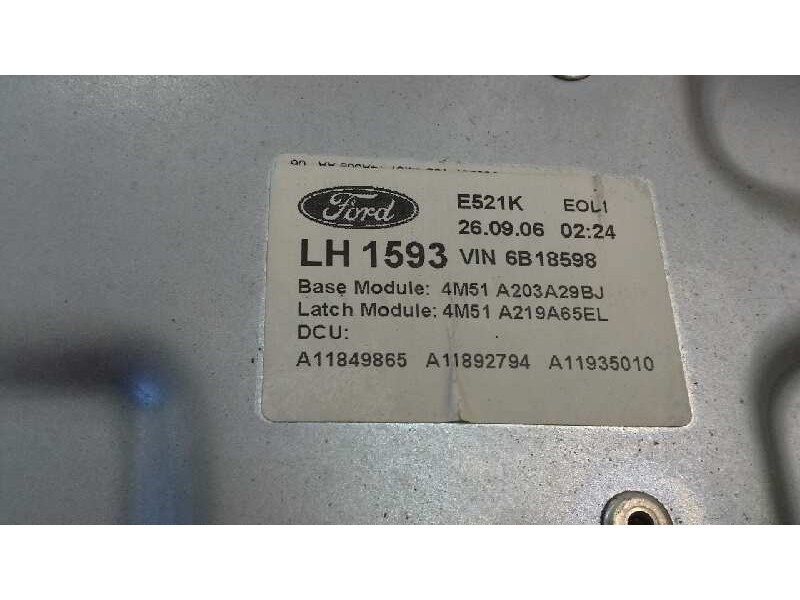 Ford
E521K EOL1
26.09.06 02:24
LH 1593 VIN 6B18598
Base Module: 4M51 A203A29BJ
Latch Module: 4M51 A219A65EL
DCU:
A11849865 A11892794 A11935010